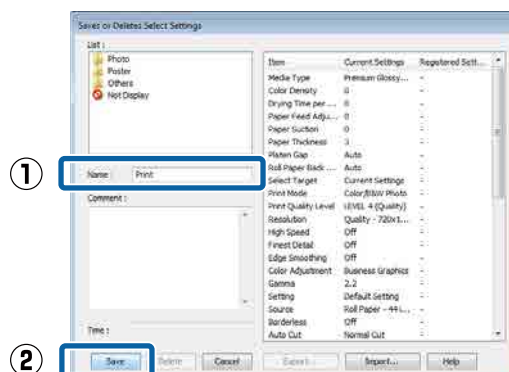 Saves or Deletes Select Settings
List :
Photo
Poster
Others
Not Display
① Name : Print
Comment :
Time :
Item Current Settings Registered Sett...
Media Type Premium Glossy... -
Color Density 0 -
Drying Time per ... 0 -
Paper Feed Adju... 0 -
Paper Suction 0 -
Paper Thickness 3 -
Platen Gap Auto -
Roll Paper Back ... Auto -
Select Target Current Settings -
Print Mode Color/B&W Photo -
Print Quality Level LEVEL 4 (Quality) -
Resolution Quality - 720x1... -
High Speed Off -
Finest Detail Off -
Edge Smoothing Off -
Color Adjustment Business Graphics -
Gamma 2.2 -
Setting Default Setting -
Source Roll Paper - 44 i... -
Borderless Off -
Auto Cut Normal Cut -
② Save Delete Cancel Export... Import... Help